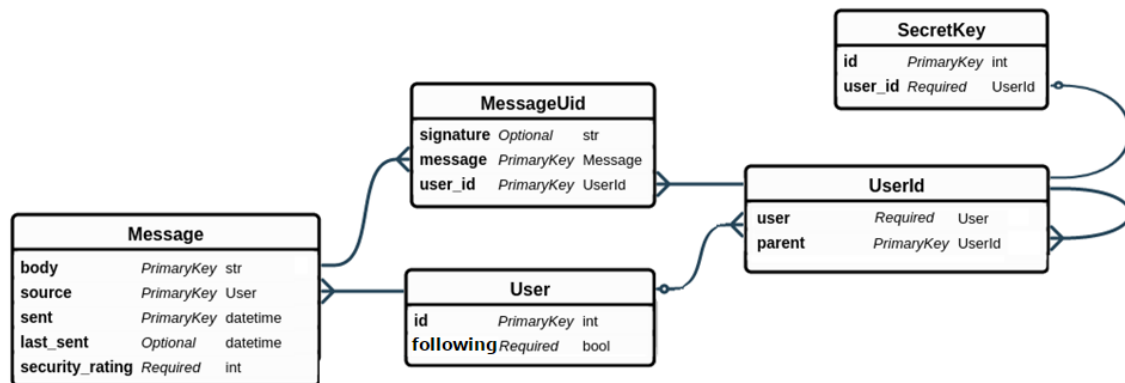 SecretKey
id PrimaryKey int
user_id Required UserId
MessageUid
signature Optional str
message PrimaryKey Message
user_id PrimaryKey UserId
UserId
user Required User
parent PrimaryKey UserId
Message
body PrimaryKey str
source PrimaryKey User
sent PrimaryKey datetime
last_sent Optional datetime
security_rating Required int
User
id PrimaryKey int
following Required bool